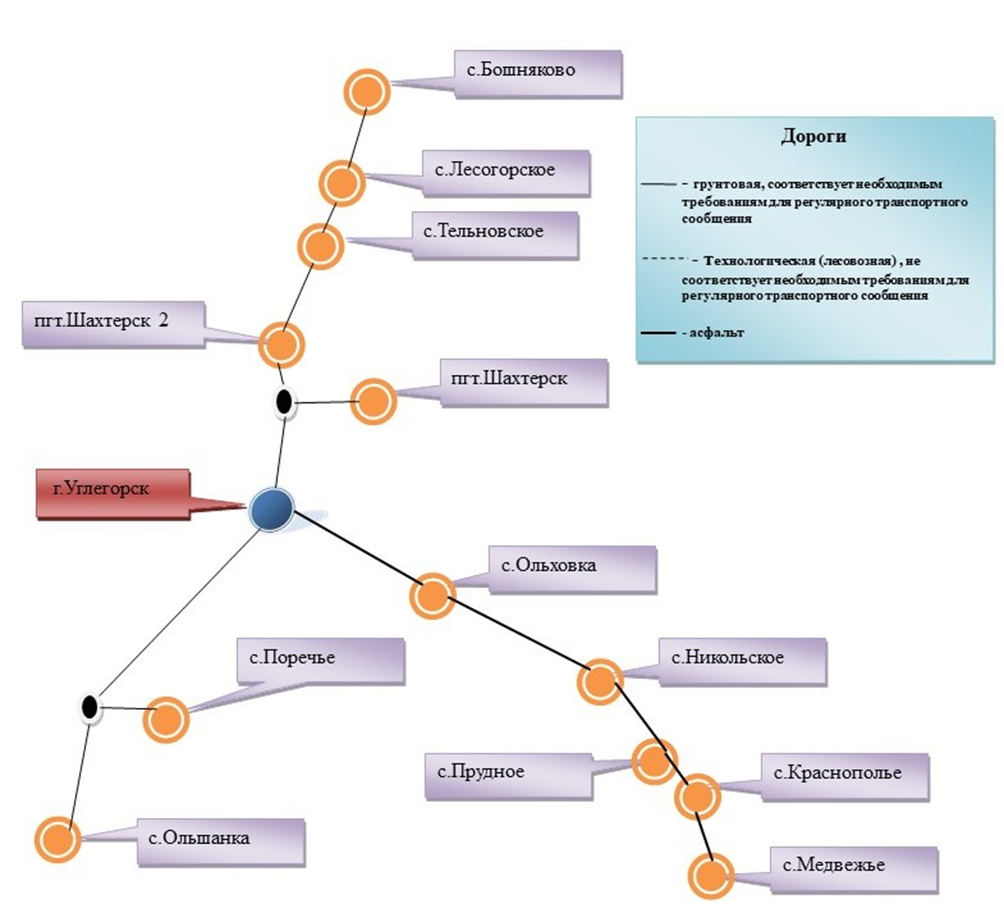 с.Бошняково
Дороги
с.Лесогорское
– грунтовая, соответствует необходимым
требованиям для регулярного транспортного
сообщения
с.Тельновское
– Технологическая (лесовозная) , не
соответствует необходимым требованиям для
регулярного транспортного сообщения
- асфальт
пгт.Шахтерск 2
пгт.Шахтерск
г.Углегорск
с.Ольховка
с.Поречье
с.Никольское
с.Прудное
с.Краснополье
с.Ольшанка
с.Медвежье